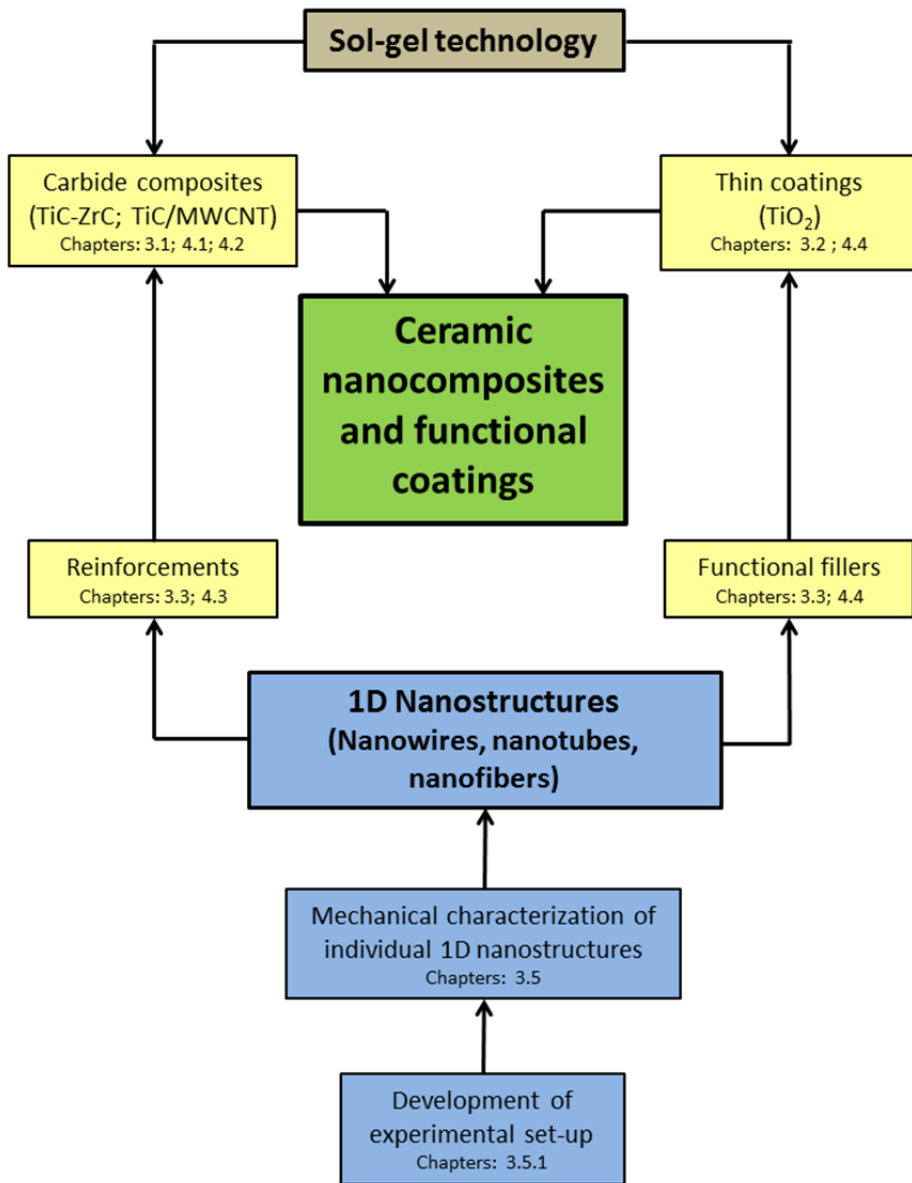 Sol-gel technology
Carbide composites
(TiC-ZrC; TiC/MWCNT)
Chapters: 3.1; 4.1; 4.2
Thin coatings
(TiO₂)
Chapters: 3.2 ; 4.4
Ceramic
nanocomposites
and functional
coatings
Reinforcements
Chapters: 3.3; 4.3
Functional fillers
Chapters: 3.3; 4.4
1D Nanostructures
(Nanowires, nanotubes,
nanofibers)
Mechanical characterization of
individual 1D nanostructures
Chapters: 3.5
Development of
experimental set-up
Chapters: 3.5.1